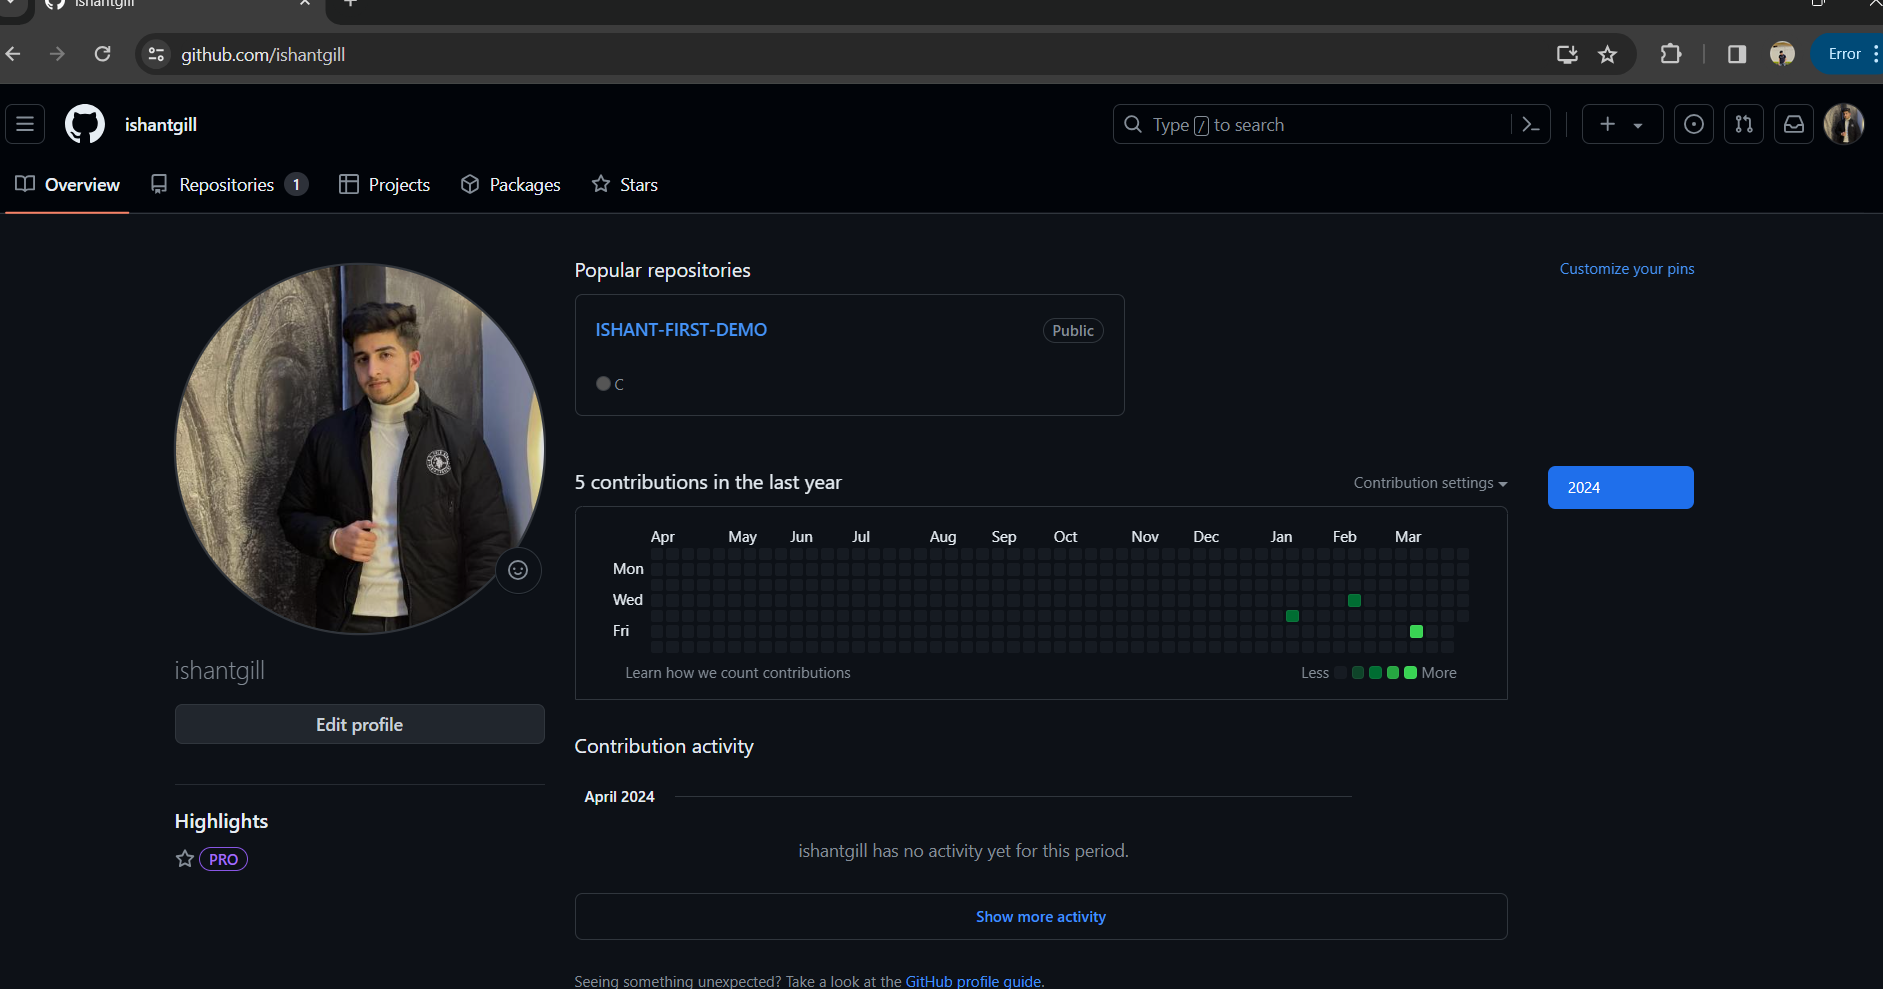 ishantgill
github.com/ishantgill
Error
ishantgill
Type / to search
Overview
Repositories 1
Projects
Packages
Stars
Popular repositories
Customize your pins
ISHANT-FIRST-DEMO
Public
C
5 contributions in the last year
Contribution settings
2024
Apr May Jun Jul Aug Sep Oct Nov Dec Jan Feb Mar
Mon
Wed
Fri
Learn how we count contributions
Less More
ishantgill
Edit profile
Highlights
PRO
Contribution activity
April 2024
ishantgill has no activity yet for this period.
Show more activity
Seeing something unexpected? Take a look at the GitHub profile guide.